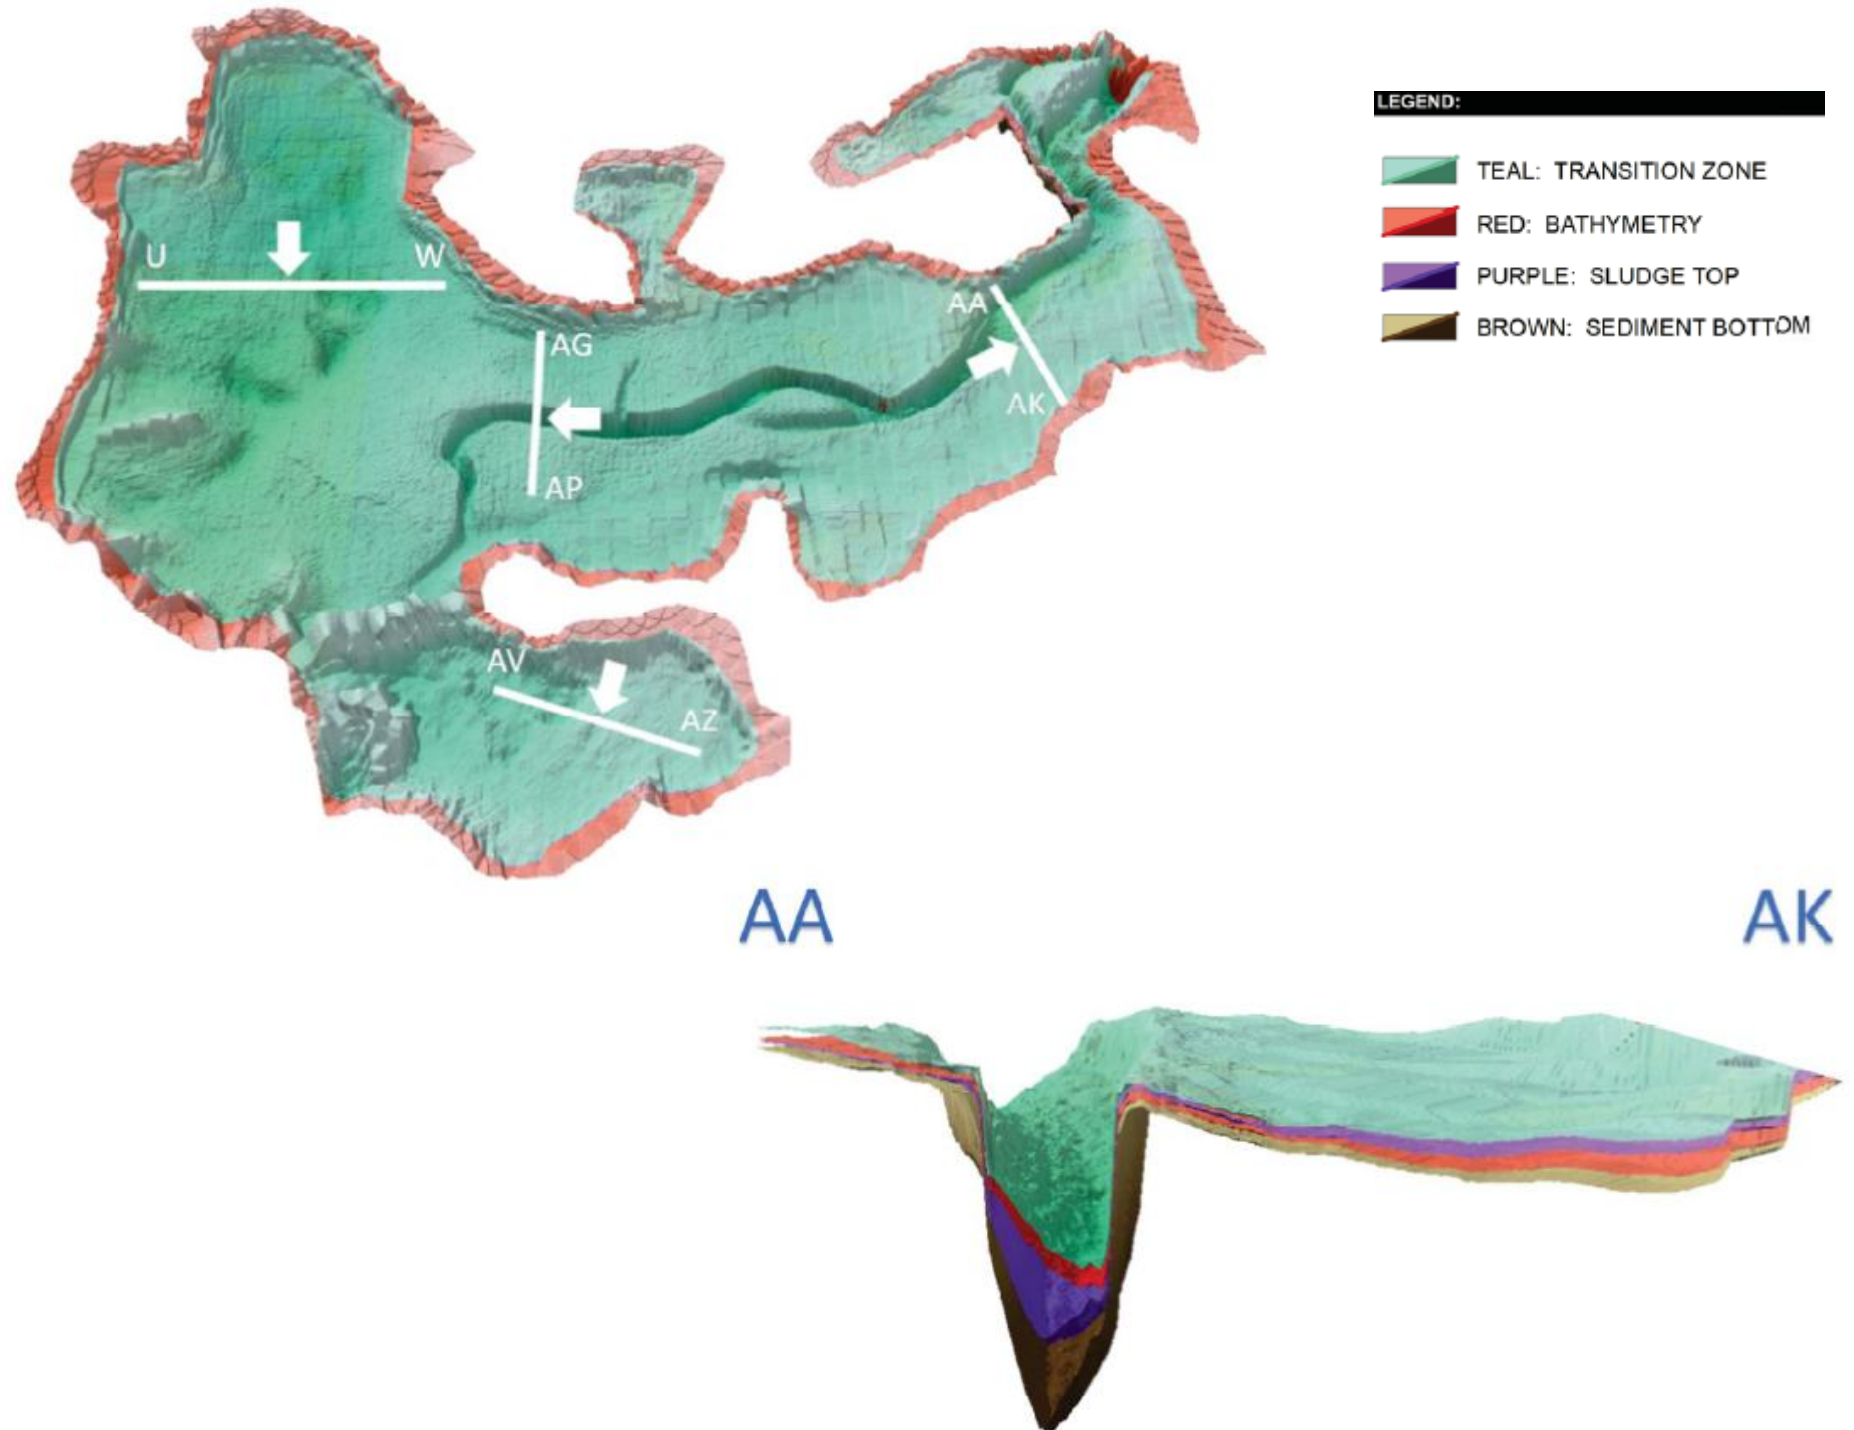 LEGEND:
TEAL: TRANSITION ZONE
RED: BATHYMETRY
PURPLE: SLUDGE TOP
BROWN: SEDIMENT BOTTOM
U
W
AG
AP
AA
AK
AV
AZ
AA
AK